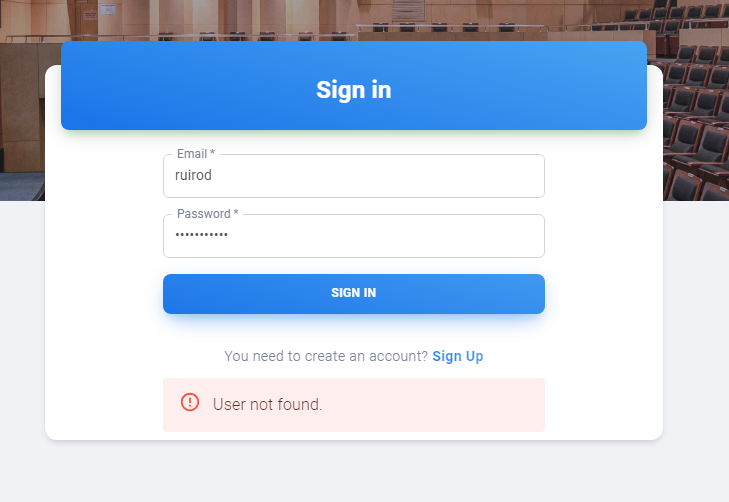 Sign in
Email *
ruirod
Password *
•••••••••••
SIGN IN
You need to create an account? Sign Up
User not found.